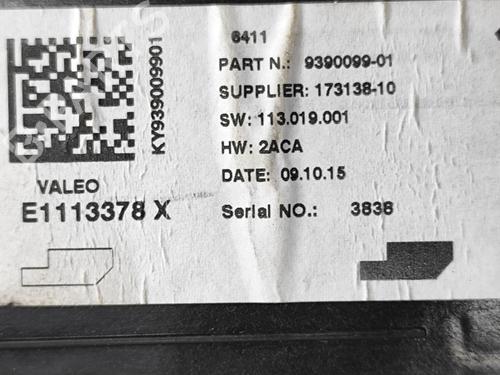 6411
PART N.: 9390099-01
SUPPLIER: 173138-10
SW: 113.019.001
HW: 2ACA
DATE: 09.10.15
Serial NO.: 3838
KY939009901
VALEO
E1113378 X